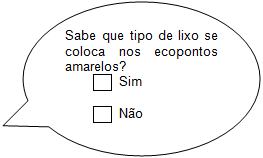 Sabe que tipo de lixo se
coloca nos ecopontos
amarelos?
Sim
Não